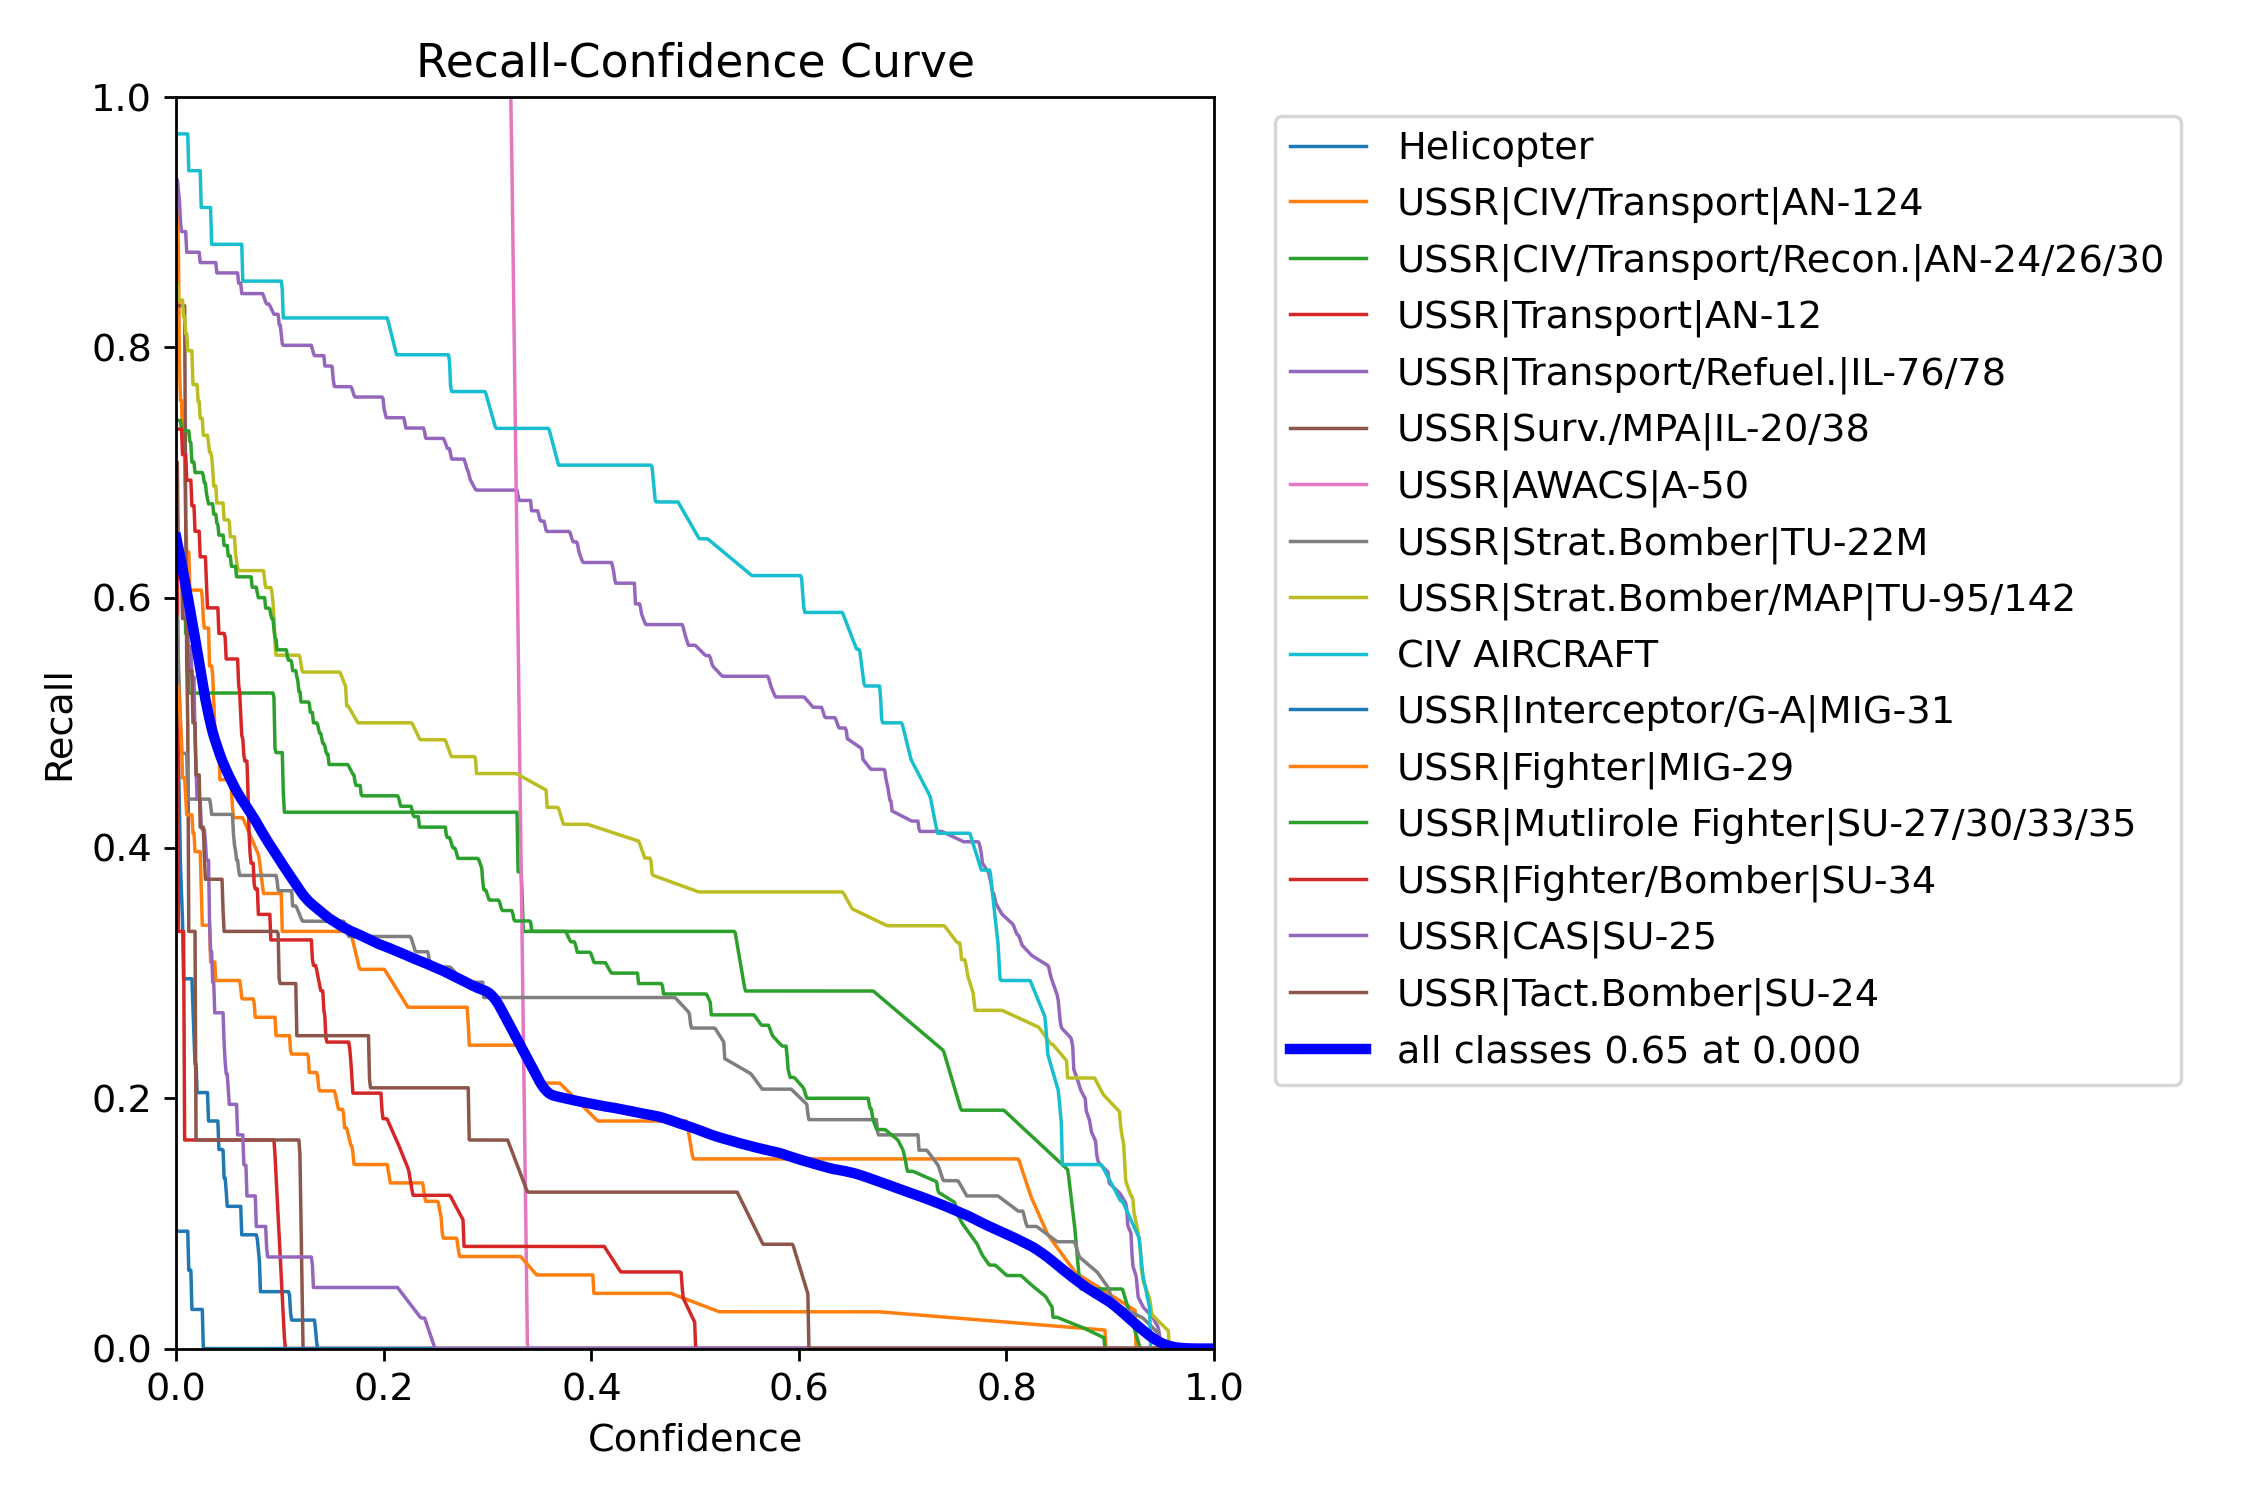 Recall-Confidence Curve
1.0
0.8
0.6
0.4
0.2
0.0
Recall
0.0 0.2 0.4 0.6 0.8 1.0
Confidence
Helicopter
USSR|CIV/Transport|AN-124
USSR|CIV/Transport/Recon.|AN-24/26/30
USSR|Transport|AN-12
USSR|Transport/Refuel.|IL-76/78
USSR|Surv./MPA|IL-20/38
USSR|AWACS|A-50
USSR|Strat.Bomber|TU-22M
USSR|Strat.Bomber/MAP|TU-95/142
CIV AIRCRAFT
USSR|Interceptor/G-A|MIG-31
USSR|Fighter|MIG-29
USSR|Mutlirole Fighter|SU-27/30/33/35
USSR|Fighter/Bomber|SU-34
USSR|CAS|SU-25
USSR|Tact.Bomber|SU-24
all classes 0.65 at 0.000